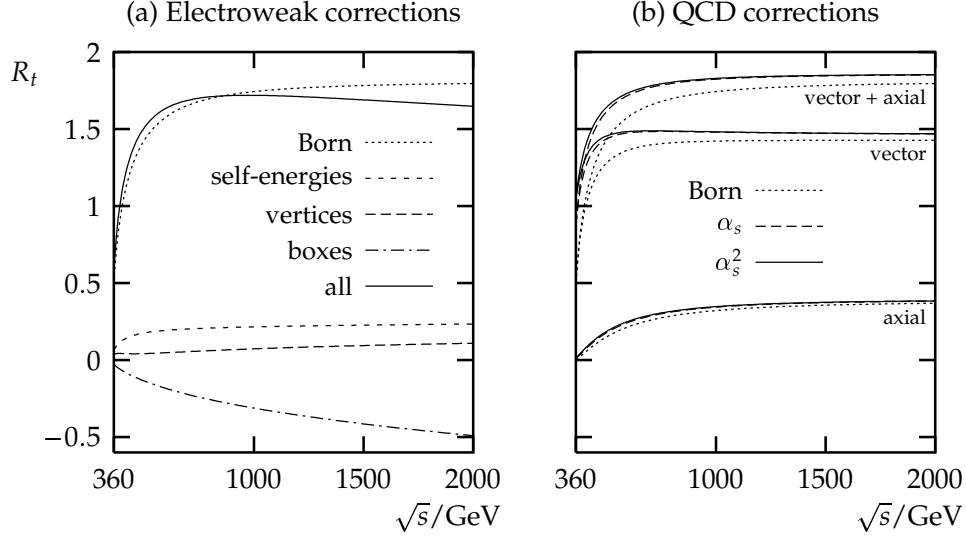 (a) Electroweak corrections
R_t
2
1.5
1
0.5
0
−0.5
Born
self-energies
vertices
boxes
all
360
1000
1500
2000
√s/GeV
(b) QCD corrections
vector + axial
vector
Born
α_s
α_s^2
axial
360
1000
1500
2000
√s/GeV